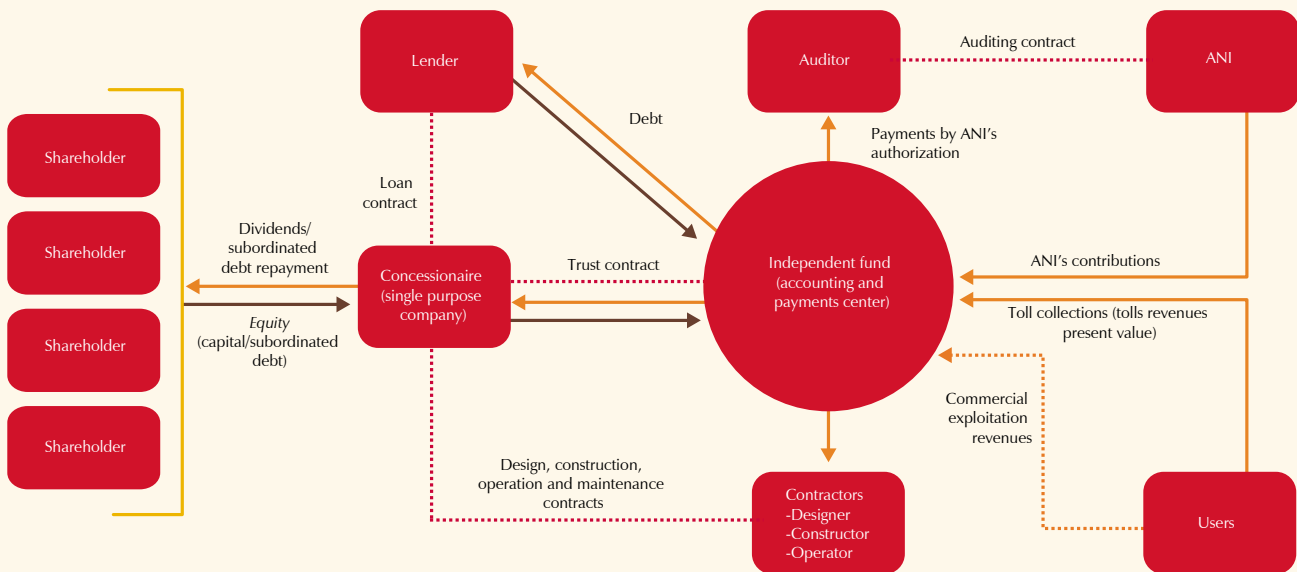 Lender
Auditor
Auditing contract
ANI
Debt
Payments by ANI's
authorization
Shareholder
Shareholder
Shareholder
Shareholder
Loan
contract
Dividends/
subordinated
debt repayment
Equity
(capital/subordinated
debt)
Concessionaire
(single purpose
company)
Trust contract
Independent fund
(accounting and
payments center)
ANI's contributions
Toll collections (tolls revenues
present value)
Commercial
exploitation
revenues
Design, construction,
operation and maintenance
contracts
Contractors
-Designer
-Constructor
-Operator
Users